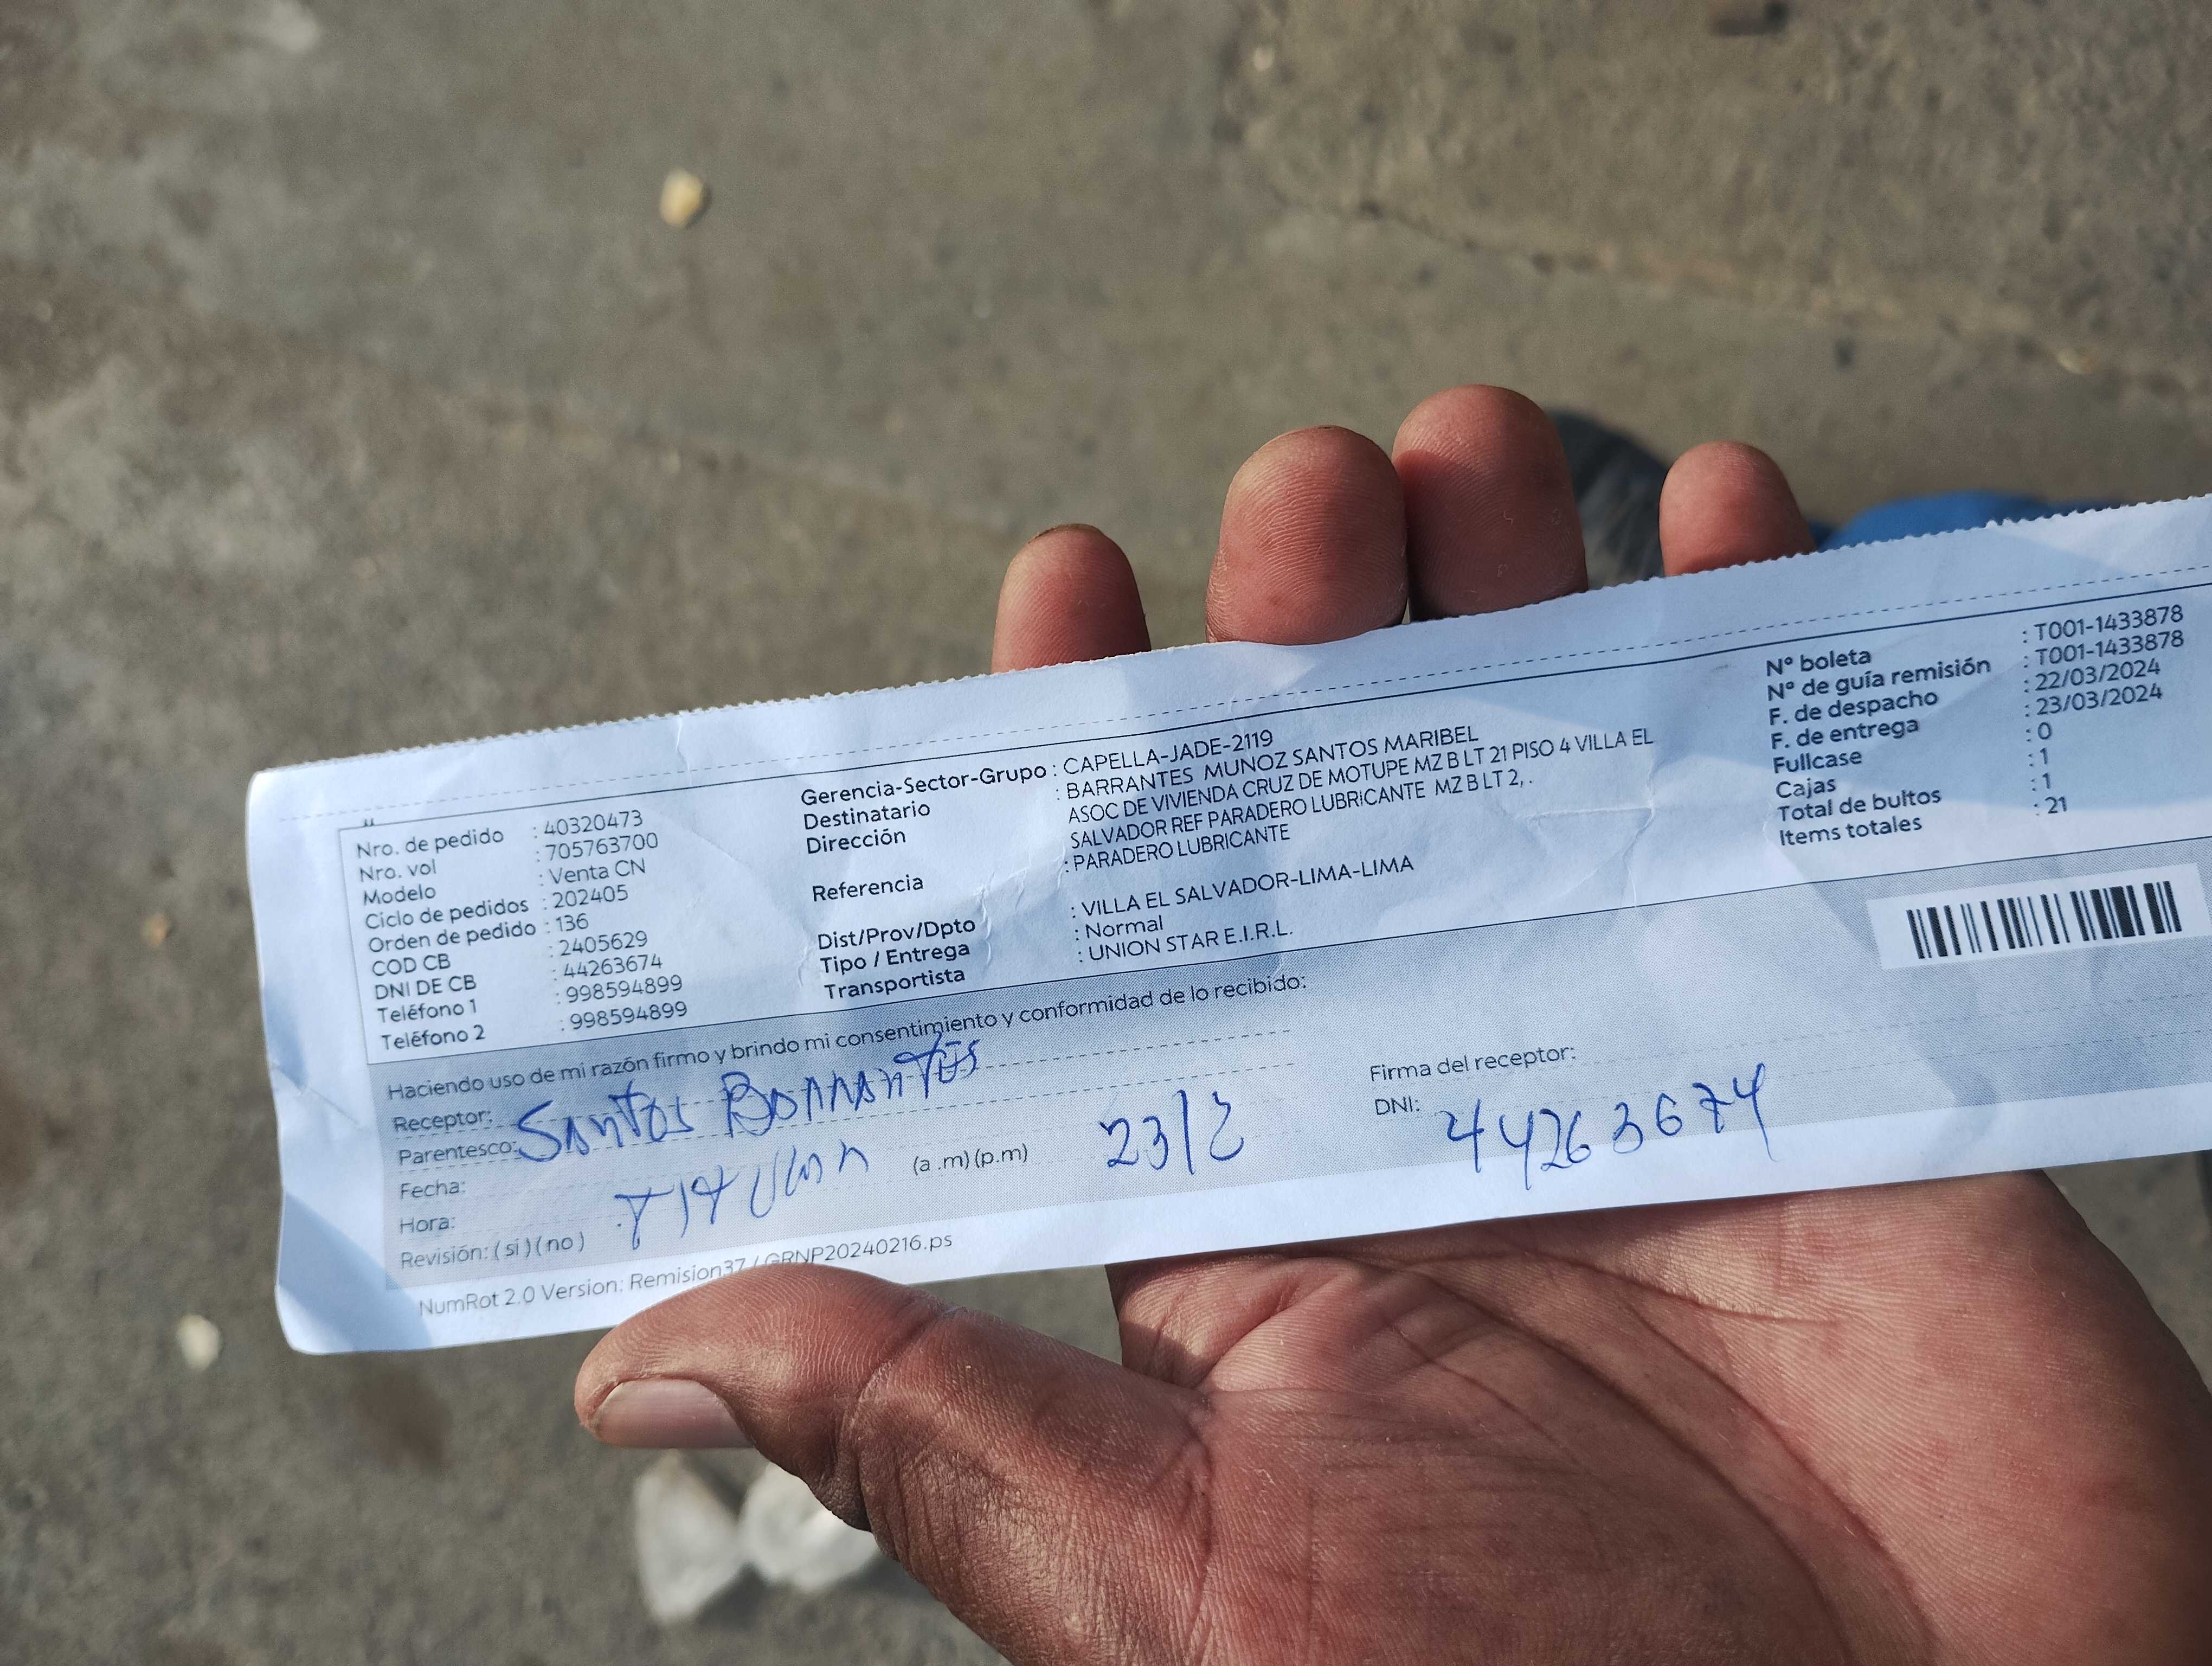 Nro. de pedido : 40320473
Nro. vol : 705763700
Modelo : Venta CN
Ciclo de pedidos : 202405
Orden de pedido : 136
COD CB : 2405629
DNI DE CB : 44263674
Teléfono 1 : 998594899
Teléfono 2 : 998594899
Gerencia-Sector-Grupo : CAPELLA-JADE-2119
Destinatario : BARRANTES MUNOZ SANTOS MARIBEL
Dirección ASOC DE VIVIENDA CRUZ DE MOTUPE MZ B LT 21 PISO 4 VILLA EL
SALVADOR REF PARADERO LUBRICANTE MZ B LT 2, .
Referencia : PARADERO LUBRICANTE
Dist/Prov/Dpto : VILLA EL SALVADOR-LIMA-LIMA
Tipo / Entrega : Normal
Transportista : UNION STAR E.I.R.L.
Nº boleta : T001-1433878
Nº de guía remisión : T001-1433878
F. de despacho : 22/03/2024
F. de entrega : 23/03/2024
Fullcase : 0
Cajas : 1
Total de bultos : 1
Items totales : 21
Haciendo uso de mi razón firmo y brindo mi consentimiento y conformidad de lo recibido:
Receptor: Santos Barrantes
Parentesco:
Fecha:
Hora: (a .m) (p.m)
Revisión: ( si ) ( no )
Firma del receptor:
DNI: 44263674
NumRot 2.0 Version: Remision37 / GRNP20240216.ps